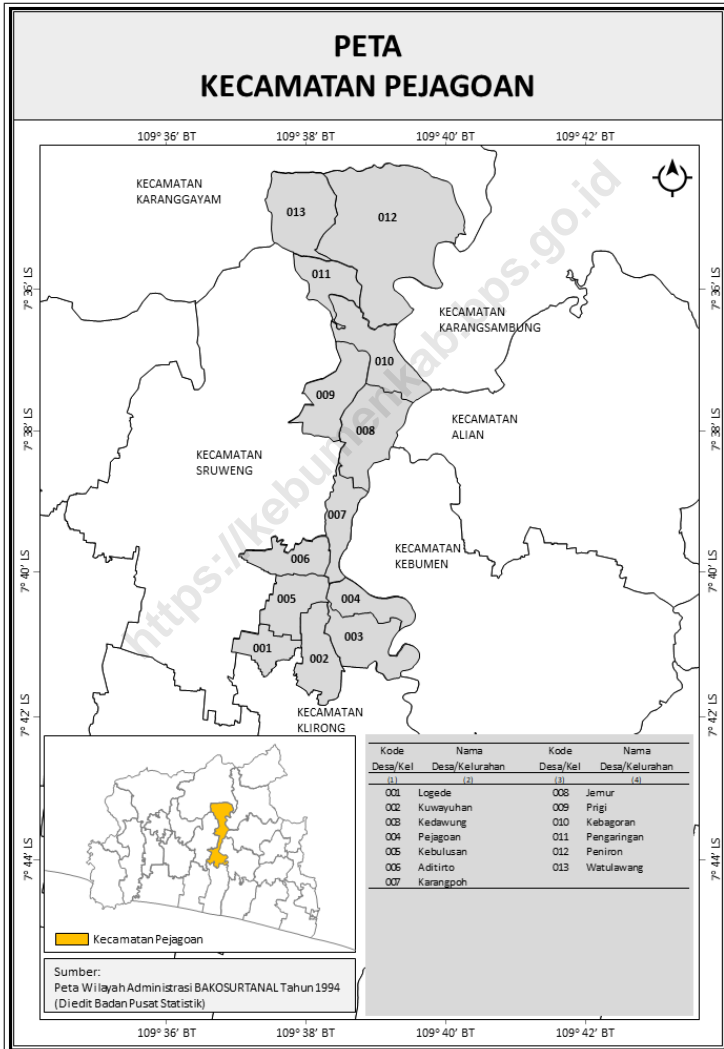 PETA
KECAMATAN PEJAGOAN
109° 36' BT 109° 38' BT 109° 40' BT 109° 42' BT
KECAMATAN
KARANGGAYAM
013
012
011
7° 36' LS
7° 36' LS
KECAMATAN
KARANGSAMBUNG
010
009
KECAMATAN
ALIAN
008
7° 38' LS
7° 38' LS
KECAMATAN
SRUWENG
007
KECAMATAN
KEBUMEN
006
7° 40' LS
7° 40' LS
005
004
003
001
002
KECAMATAN
KLIRONG
7° 42' LS
7° 42' LS
https://kebumenkab.bps.go.id
Kode Nama Kode Nama
Desa/Kel Desa/Kelurahan Desa/Kel Desa/Kelurahan
(1) (2) (3) (4)
001 Logede 008 Jemur
002 Kuwayuhan 009 Prigi
003 Kedawung 010 Kebagoran
004 Pejagoan 011 Pengaringan
005 Kebulusan 012 Peniron
006 Aditirto 013 Watulawang
007 Karangpoh
7° 44' LS
7° 44' LS
Kecamatan Pejagoan
Sumber:
Peta Wilayah Administrasi BAKOSURTANAL Tahun 1994
(Diedit Badan Pusat Statistik)
109° 36' BT 109° 38' BT 109° 40' BT 109° 42' BT